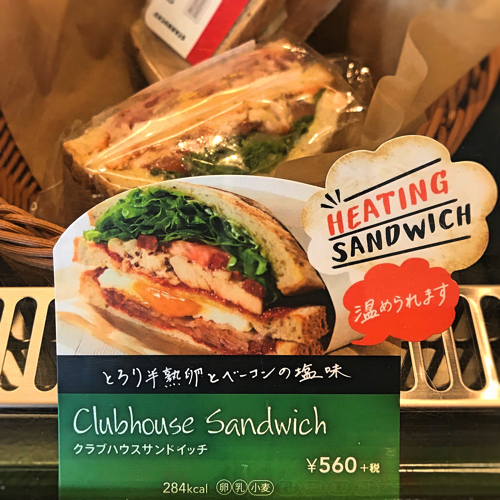 HEATING
SANDWICH
温められます
とろり半熟卵とベーコンの塩味
Clubhouse Sandwich
クラブハウスサンドイッチ
¥560+税
284kcal 卵 乳 小麦